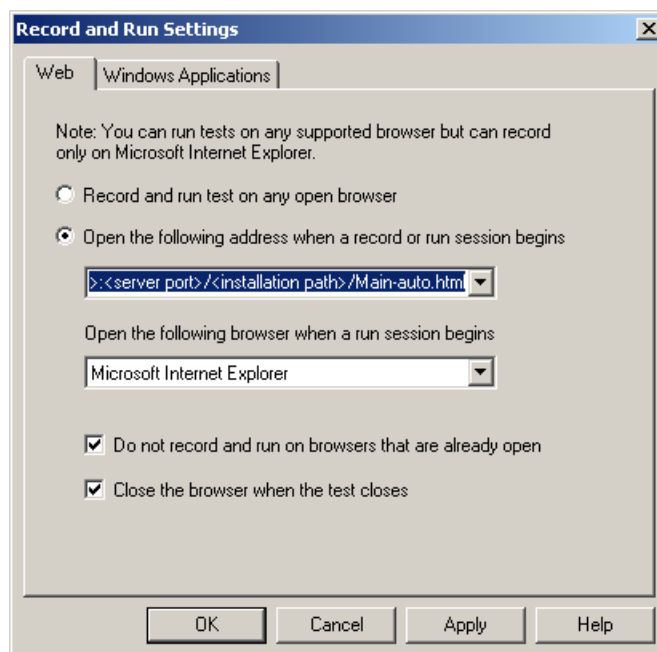 Record and Run Settings
Web
Windows Applications
Note: You can run tests on any supported browser but can record
only on Microsoft Internet Explorer.
Record and run test on any open browser
Open the following address when a record or run session begins
>:<server port>/<installation path>/Main-auto.html
Open the following browser when a run session begins
Microsoft Internet Explorer
Do not record and run on browsers that are already open
Close the browser when the test closes
OK
Cancel
Apply
Help